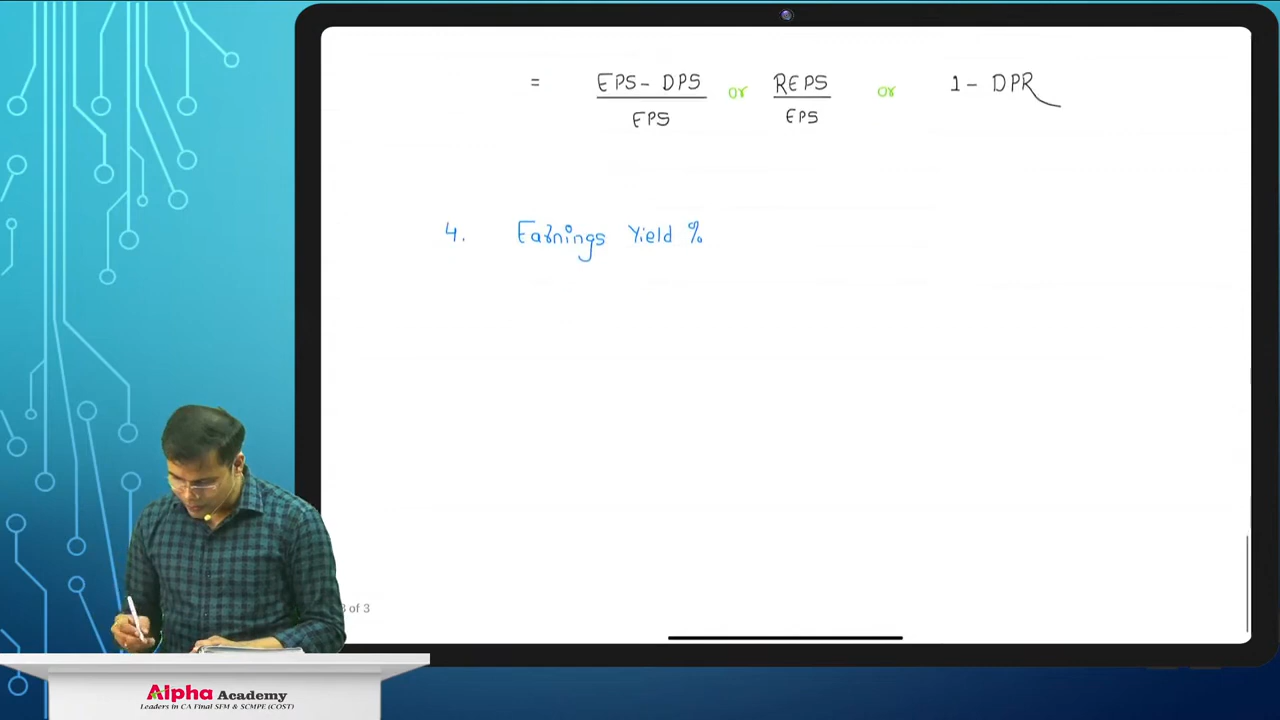 = EPS - DPS / EPS or REPS / EPS or 1 - DPR
4. Earnings Yield %
3 of 3
Alpha Academy
Leaders in CA Final SFM & SCMPE (COST)